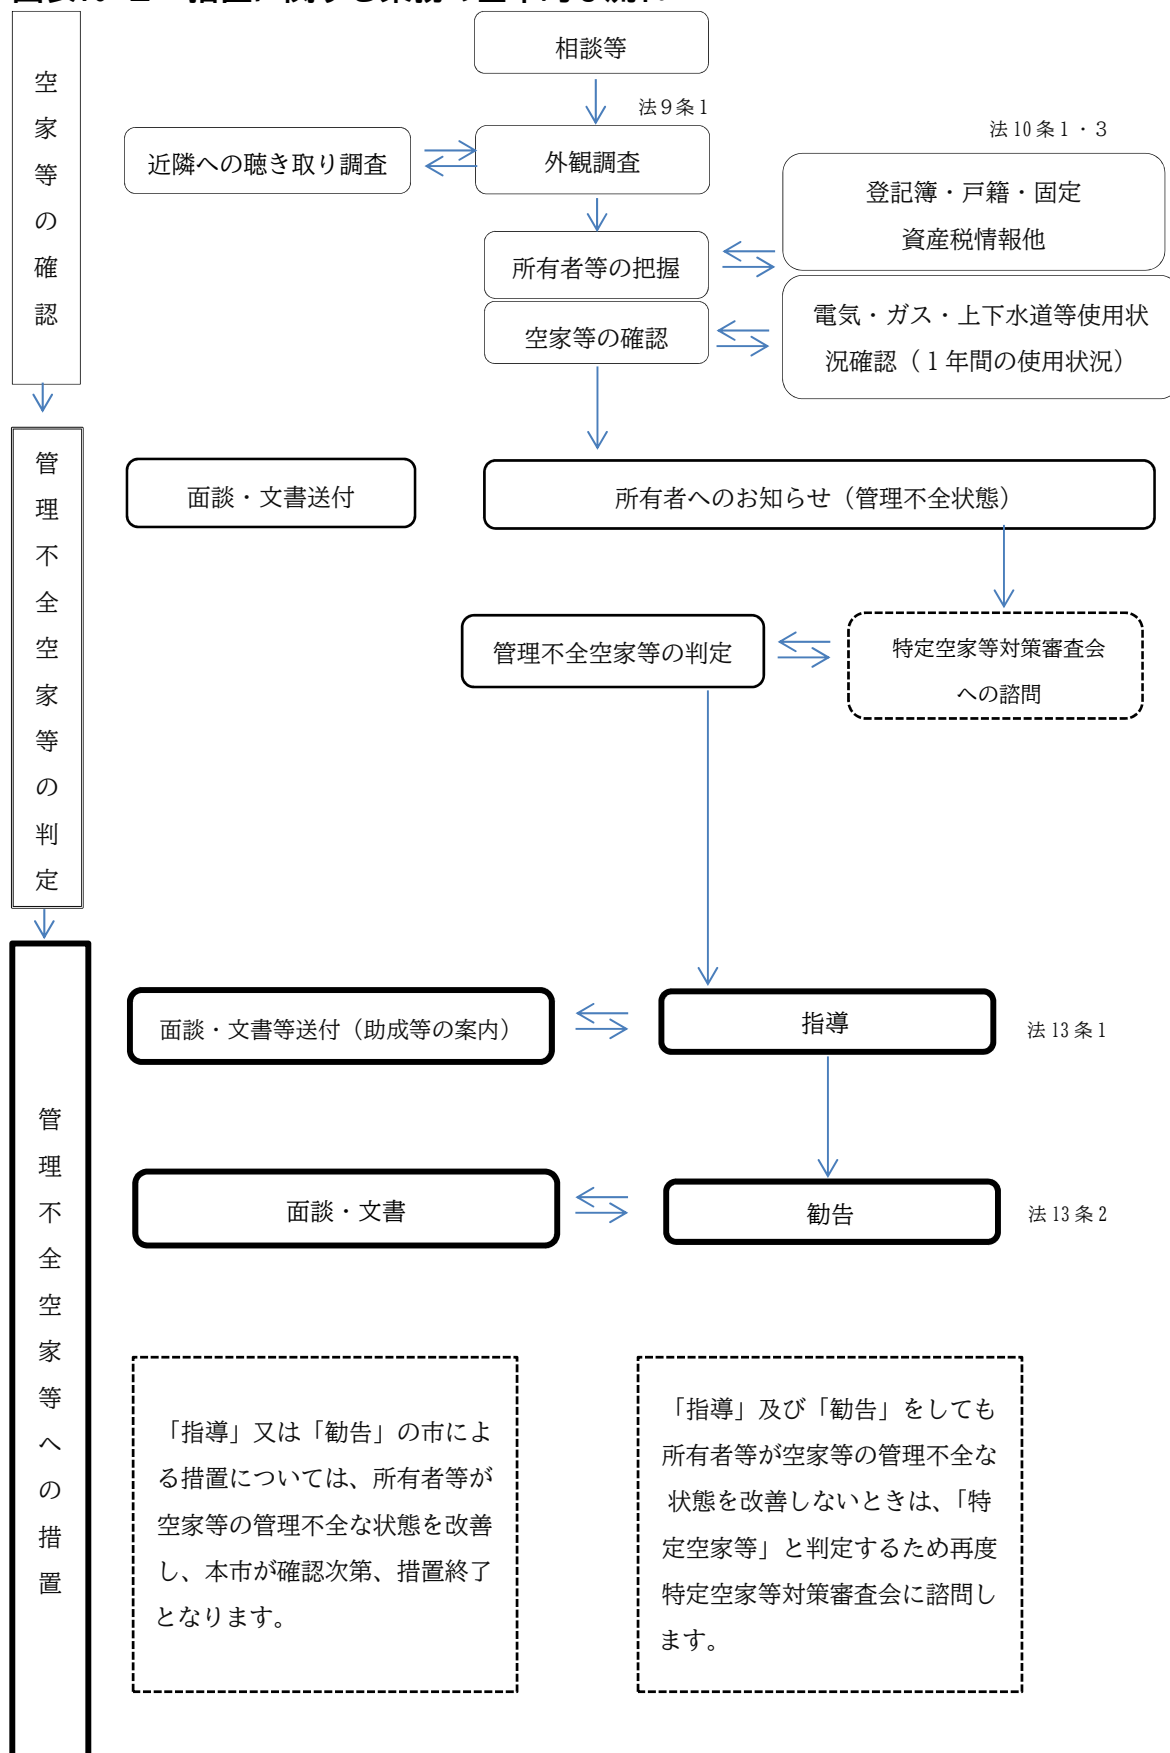 空家等の確認
相談等
法9条1
法10条1・3
近隣への聴き取り調査
外観調査
登記簿・戸籍・固定
資産税情報他
所有者等の把握
空家等の確認
電気・ガス・上下水道等使用状
況確認（1年間の使用状況）
管理不全空家等の判定
面談・文書送付
所有者へのお知らせ（管理不全状態）
管理不全空家等の判定
特定空家等対策審査会
への諮問
管理不全空家等への措置
面談・文書等送付（助成等の案内）
指導
法13条1
面談・文書
勧告
法13条2
「指導」又は「勧告」の市によ
る措置については、所有者等が
空家等の管理不全な状態を改善
し、本市が確認次第、措置終了
となります。
「指導」及び「勧告」をしても
所有者等が空家等の管理不全な
状態を改善しないときは、「特
定空家等」と判定するため再度
特定空家等対策審査会に諮問し
ます。